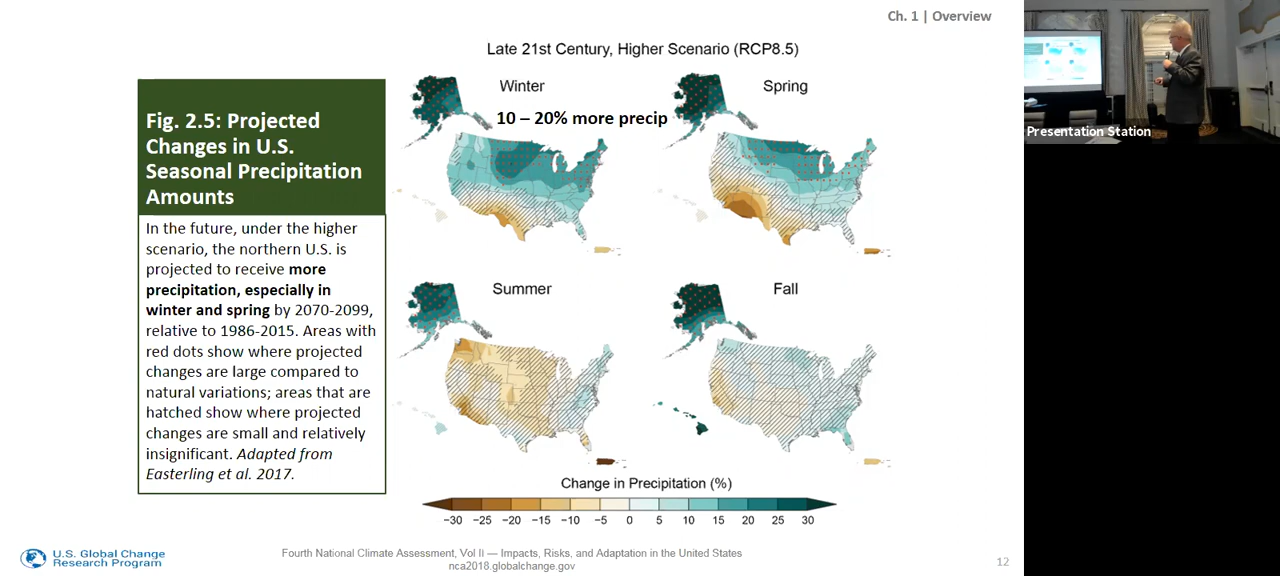 Ch. 1 | Overview
Late 21st Century, Higher Scenario (RCP8.5)
Winter
Spring
10 – 20% more precip
Fig. 2.5: Projected
Changes in U.S.
Seasonal Precipitation
Amounts
In the future, under the higher
scenario, the northern U.S. is
projected to receive more
precipitation, especially in
winter and spring by 2070-2099,
relative to 1986-2015. Areas with
red dots show where projected
changes are large compared to
natural variations; areas that are
hatched show where projected
changes are small and relatively
insignificant. Adapted from
Easterling et al. 2017.
Summer
Fall
Change in Precipitation (%)
−30 −25 −20 −15 −10 −5 0 5 10 15 20 25 30
U.S. Global Change
Research Program
Fourth National Climate Assessment, Vol Ii — Impacts, Risks, and Adaptation in the United States
nca2018.globalchange.gov
12
Presentation Station